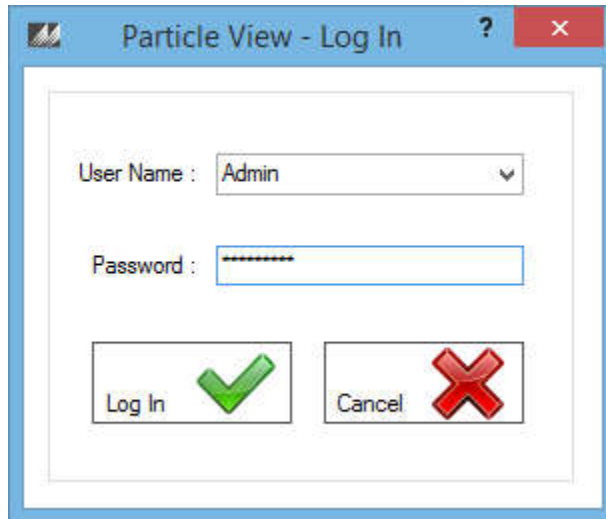 Particle View - Log In ?
User Name : Admin
Password : *********
Log In Cancel